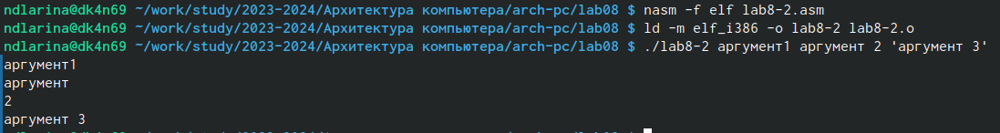 ndlarina@dk4n69 ~/work/study/2023-2024/Архитектура компьютера/arch-pc/lab08 $ nasm -f elf lab8-2.asm
ndlarina@dk4n69 ~/work/study/2023-2024/Архитектура компьютера/arch-pc/lab08 $ ld -m elf_i386 -o lab8-2 lab8-2.o
ndlarina@dk4n69 ~/work/study/2023-2024/Архитектура компьютера/arch-pc/lab08 $ ./lab8-2 аргумент1 аргумент 2 'аргумент 3'
аргумент1
аргумент
2
аргумент 3